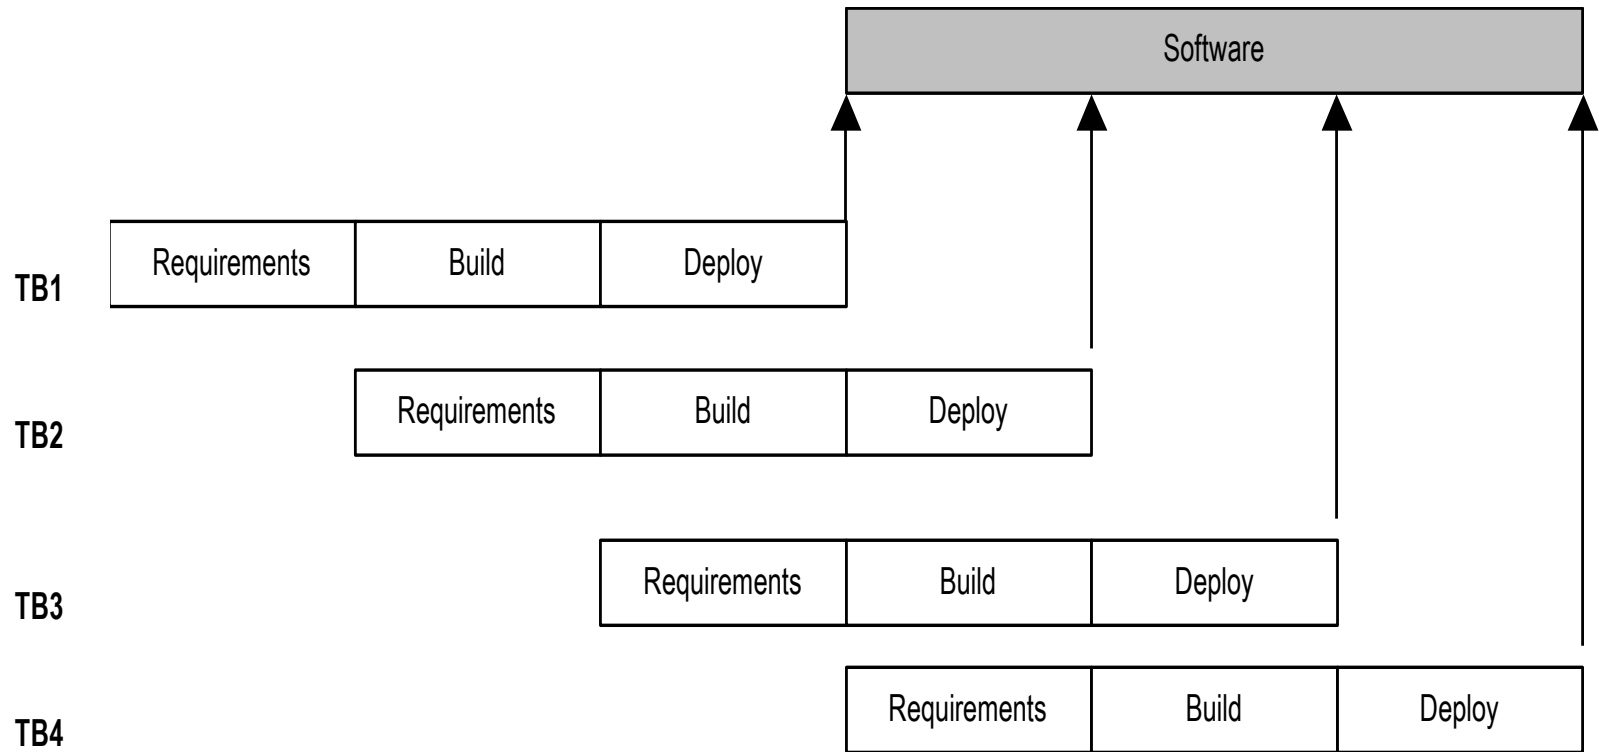 Software
Requirements Build Deploy
TB1
Requirements Build Deploy
TB2
Requirements Build Deploy
TB3
Requirements Build Deploy
TB4